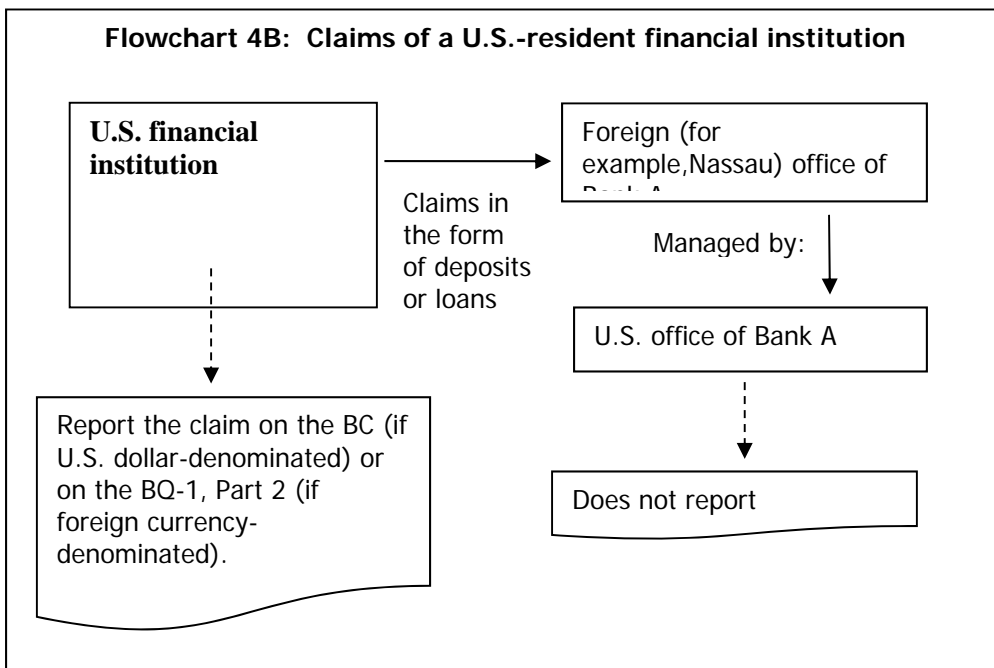 Flowchart 4B:  Claims of a U.S.-resident financial institution
U.S. financial
institution
Claims in
the form
of deposits
or loans
Foreign (for
example,Nassau) office of
Bank A
Managed by:
U.S. office of Bank A
Report the claim on the BC (if
U.S. dollar-denominated) or
on the BQ-1, Part 2 (if
foreign currency-
denominated).
Does not report